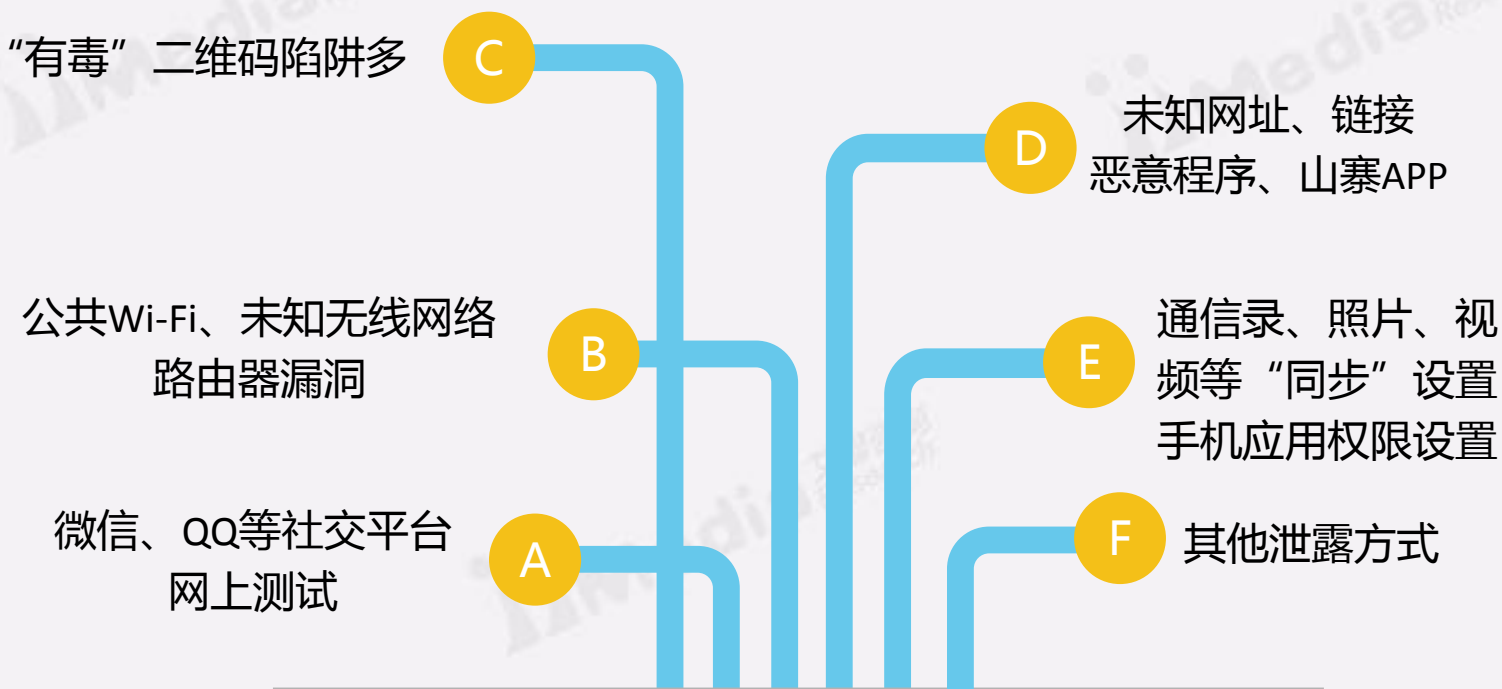 “有毒”二维码陷阱多
C
D
未知网址、链接
恶意程序、山寨APP
公共Wi-Fi、未知无线网络
路由器漏洞
B
E
通信录、照片、视
频等“同步”设置
手机应用权限设置
微信、QQ等社交平台
网上测试
A
F
其他泄露方式